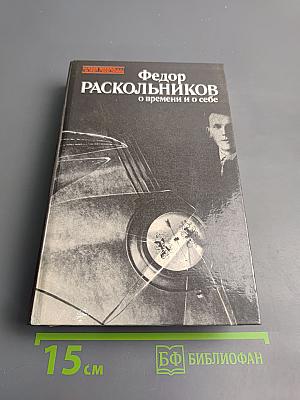 Федор
РАСКОЛЬНИКОВ
о времени и о себе
15 см
БФ БИБЛИОФАН